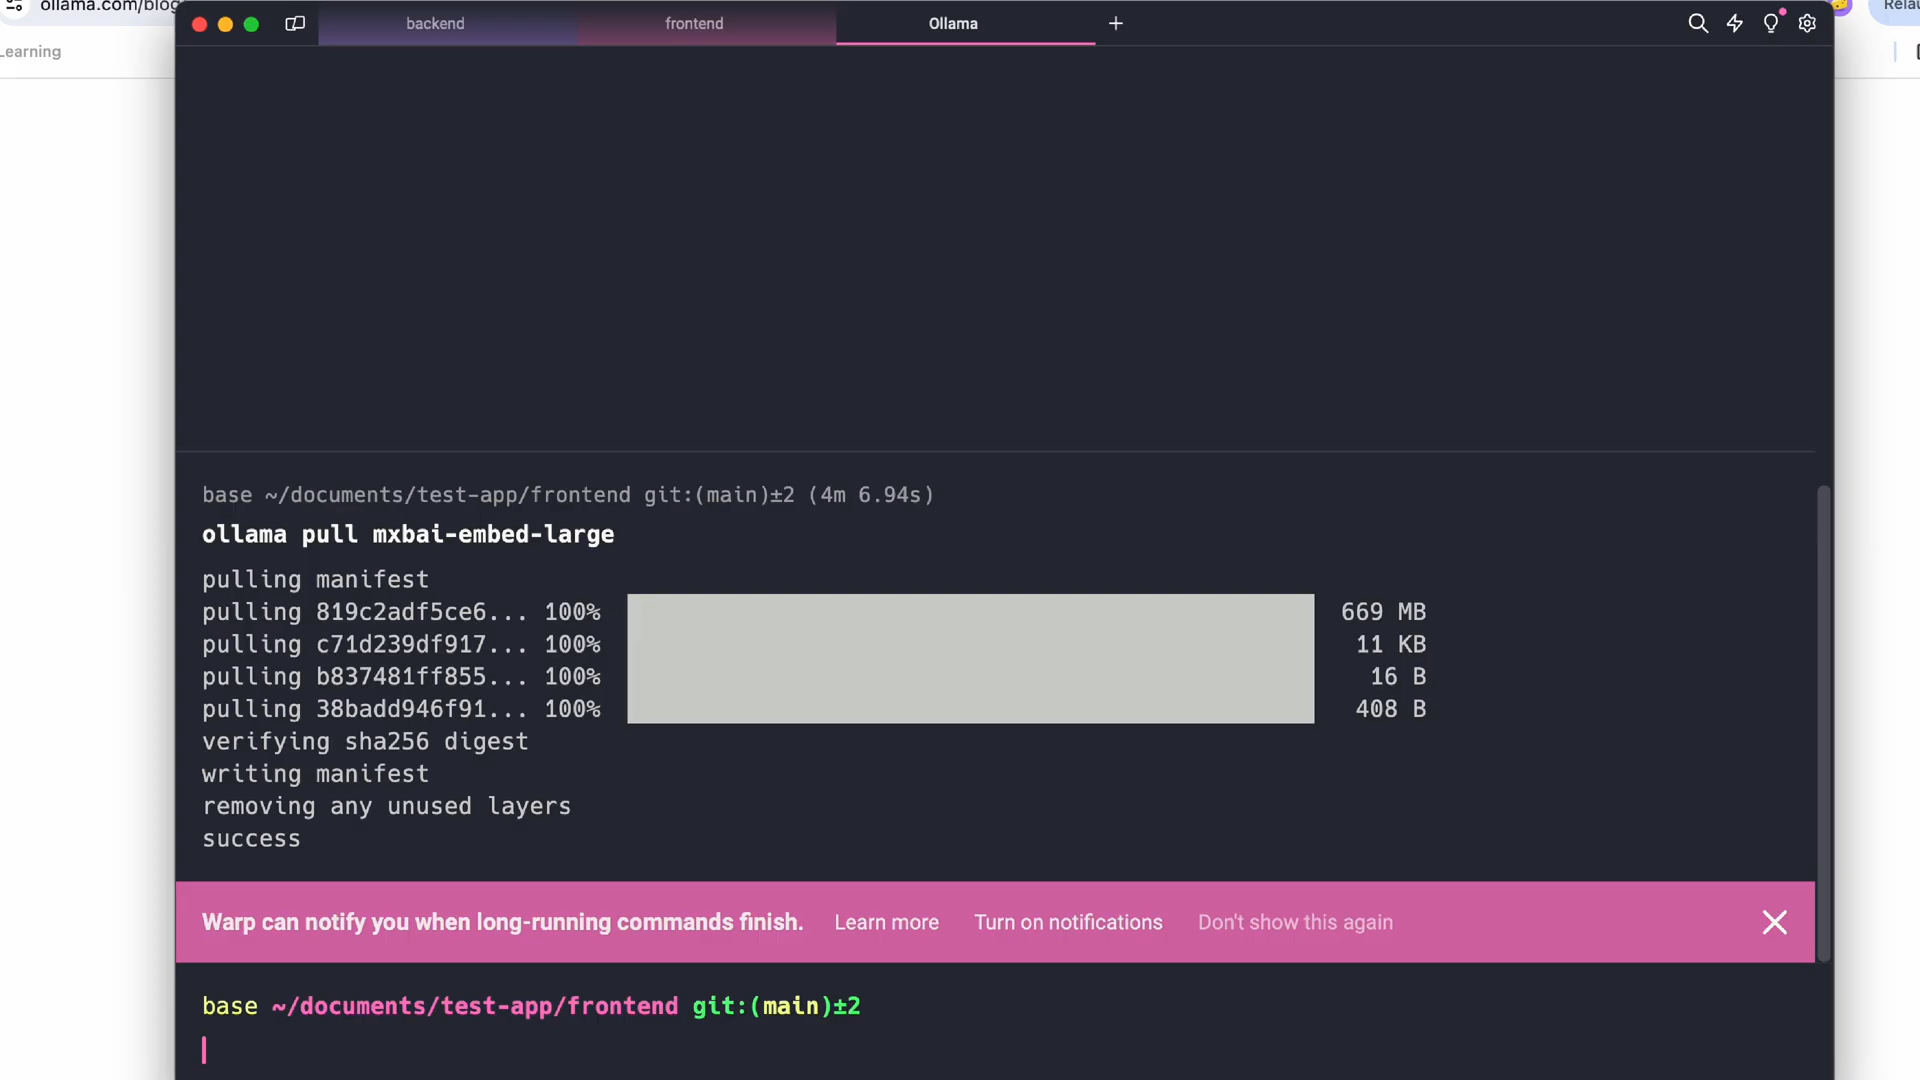 ollama.com/blog
Relau
Learning
backend
frontend
Ollama
base ~/documents/test-app/frontend git:(main)±2 (4m 6.94s)
ollama pull mxbai-embed-large
pulling manifest
pulling 819c2adf5ce6... 100% 669 MB
pulling c71d239df917... 100% 11 KB
pulling b837481ff855... 100% 16 B
pulling 38badd946f91... 100% 408 B
verifying sha256 digest
writing manifest
removing any unused layers
success
Warp can notify you when long-running commands finish. Learn more Turn on notifications Don't show this again
base ~/documents/test-app/frontend git:(main)±2